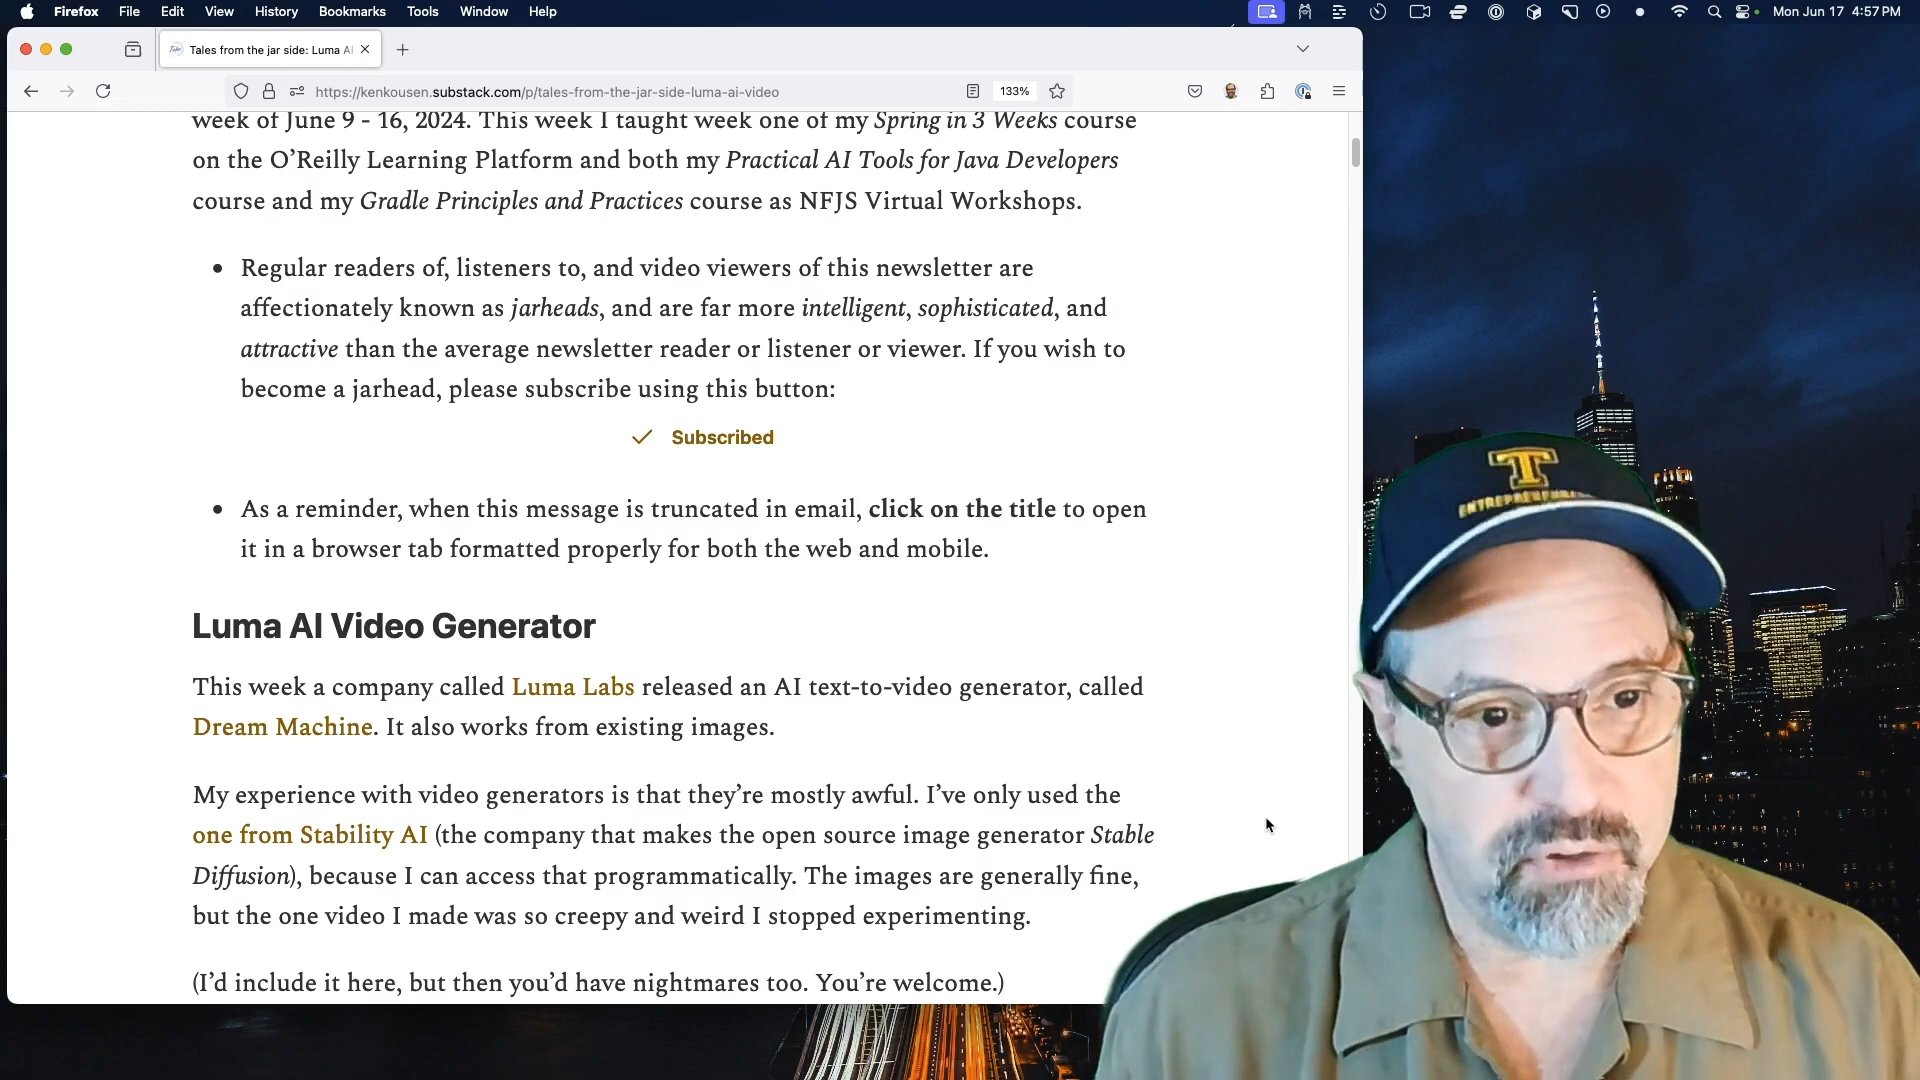 Firefox File Edit View History Bookmarks Tools Window Help Mon Jun 17 4:57 PM
Tales from the jar side: Luma AI
https://kenkousen.substack.com/p/tales-from-the-jar-side-luma-ai-video 133%
week of June 9 - 16, 2024. This week I taught week one of my Spring in 3 Weeks course
on the O’Reilly Learning Platform and both my Practical AI Tools for Java Developers
course and my Gradle Principles and Practices course as NFJS Virtual Workshops.
• Regular readers of, listeners to, and video viewers of this newsletter are
affectionately known as jarheads, and are far more intelligent, sophisticated, and
attractive than the average newsletter reader or listener or viewer. If you wish to
become a jarhead, please subscribe using this button:
Subscribed
• As a reminder, when this message is truncated in email, click on the title to open
it in a browser tab formatted properly for both the web and mobile.
Luma AI Video Generator
This week a company called Luma Labs released an AI text-to-video generator, called
Dream Machine. It also works from existing images.
My experience with video generators is that they’re mostly awful. I’ve only used the
one from Stability AI (the company that makes the open source image generator Stable
Diffusion), because I can access that programmatically. The images are generally fine,
but the one video I made was so creepy and weird I stopped experimenting.
(I’d include it here, but then you’d have nightmares too. You’re welcome.)
T